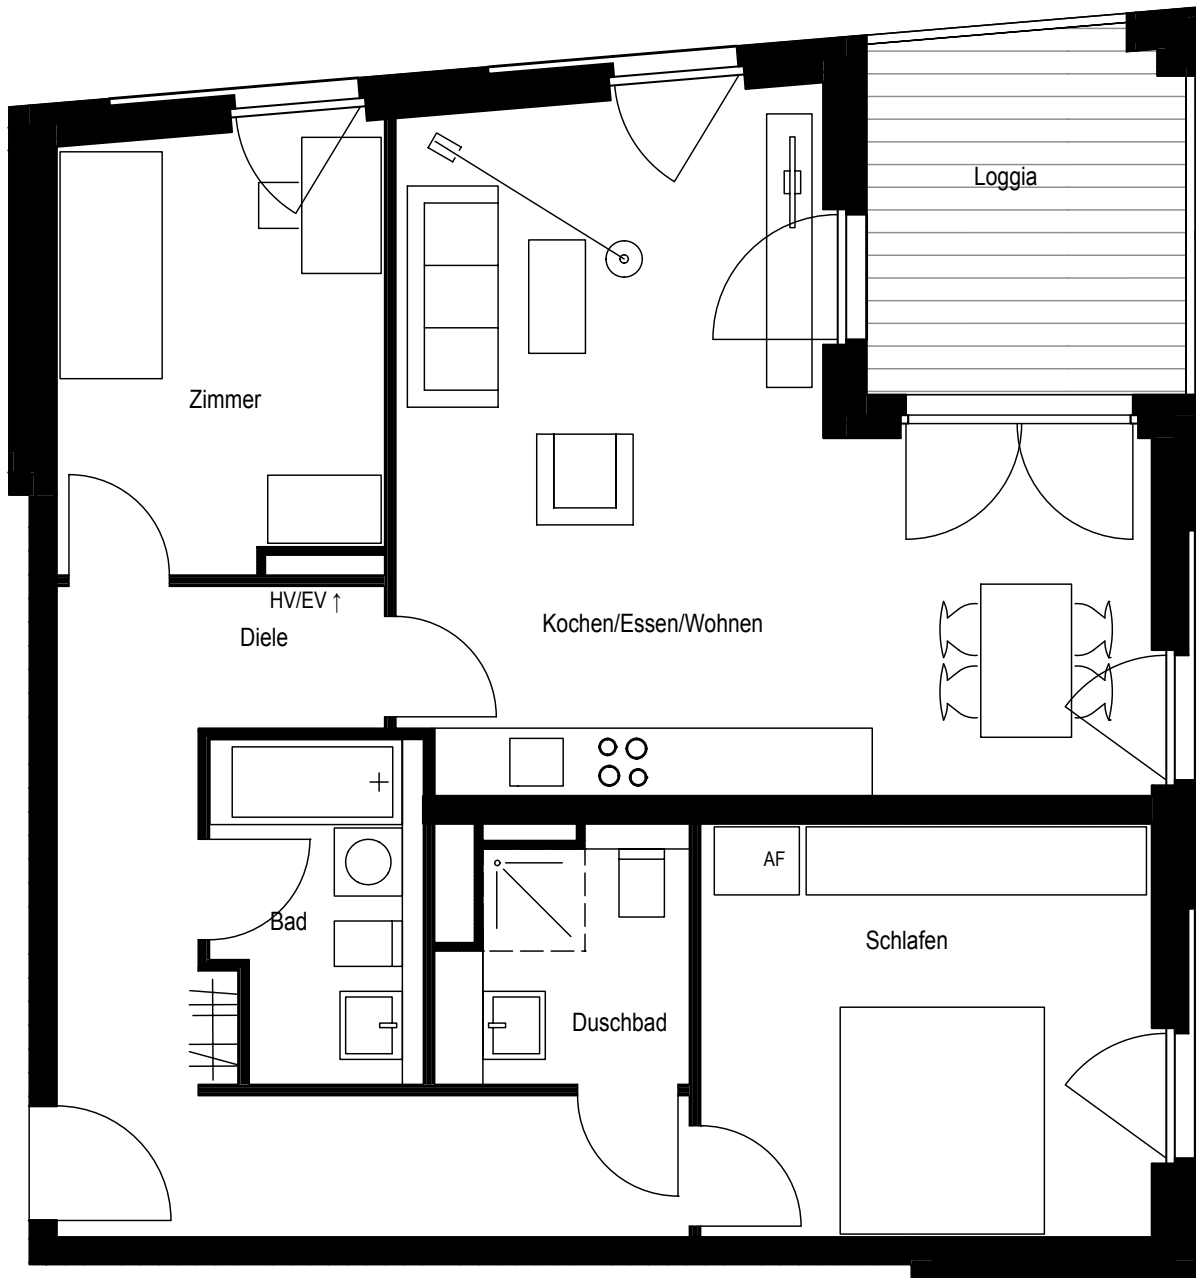 Loggia
Zimmer
HV/EV ↑
Diele
Kochen/Essen/Wohnen
AF
Bad
Schlafen
Duschbad